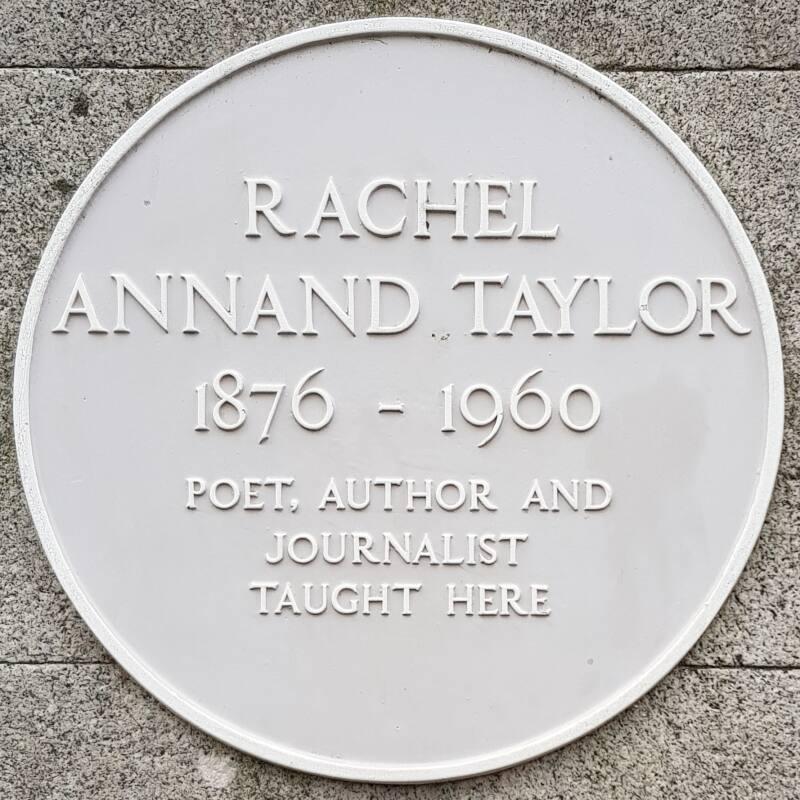 RACHEL
ANNAND TAYLOR
1876 - 1960
POET, AUTHOR AND
JOURNALIST
TAUGHT HERE